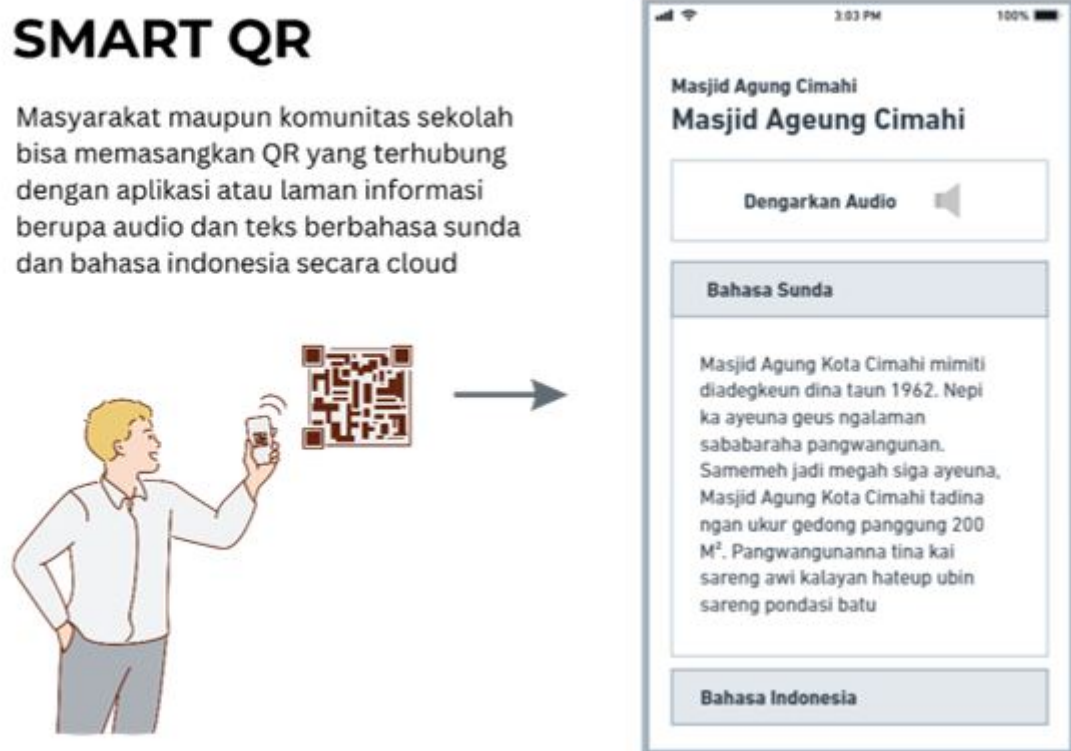 SMART QR
Masyarakat maupun komunitas sekolah
bisa memasangkan QR yang terhubung
dengan aplikasi atau laman informasi
berupa audio dan teks berbahasa sunda
dan bahasa indonesia secara cloud
3:03 PM
100%
Masjid Agung Cimahi
Masjid Ageung Cimahi
Dengarkan Audio
Bahasa Sunda
Masjid Agung Kota Cimahi mimiti
diadegkeun dina taun 1962. Nepi
ka ayeuna geus ngalaman
sababaraha pangwangunan.
Samemeh jadi megah siga ayeuna,
Masjid Agung Kota Cimahi tadina
ngan ukur gedong panggung 200
M². Pangwangunanna tina kai
sareng awi kalayan hateup ubin
sareng pondasi batu
Bahasa Indonesia